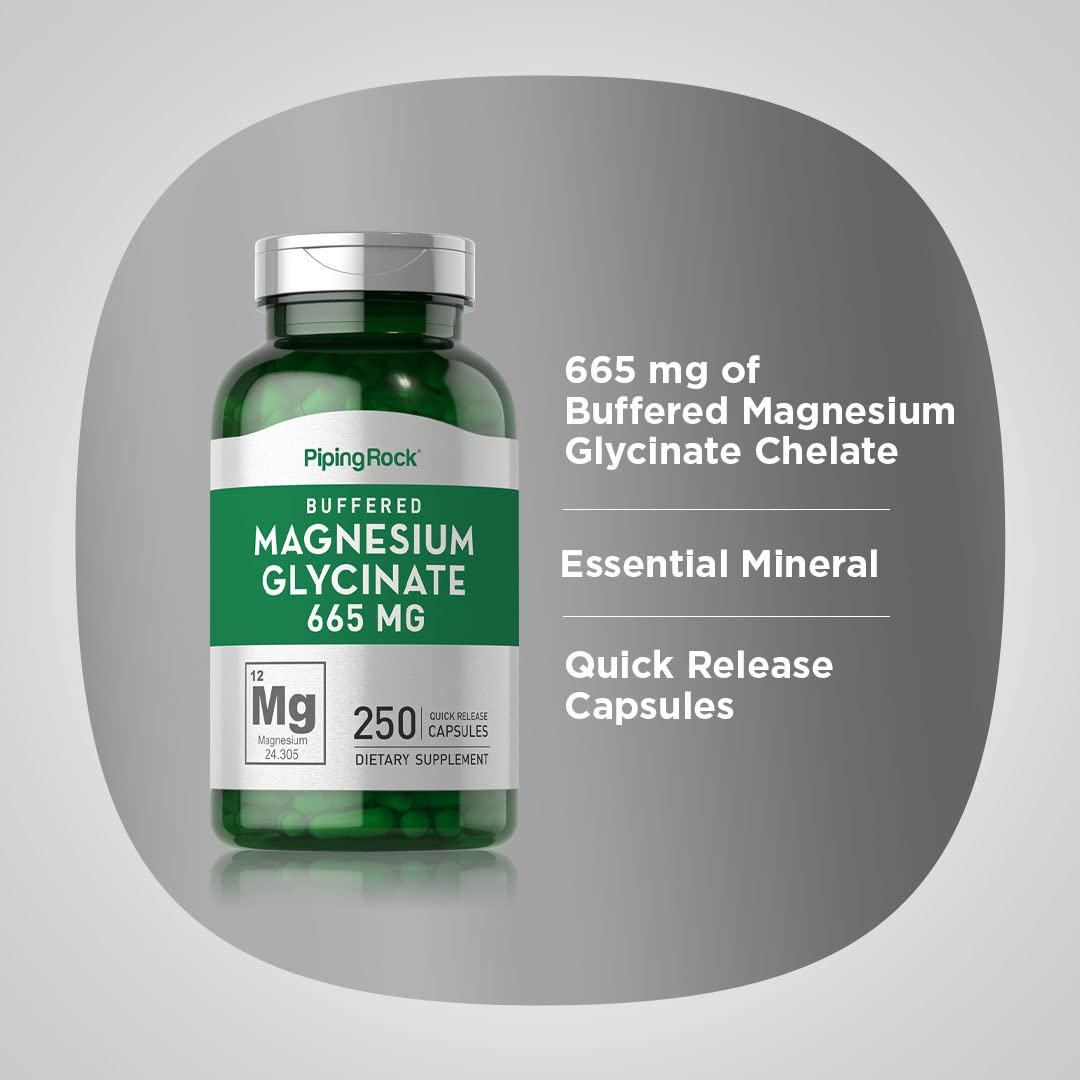 PipingRock®
BUFFERED
MAGNESIUM
GLYCINATE
665 MG
12
Mg
Magnesium
24.305
250
QUICK RELEASE
CAPSULES
DIETARY SUPPLEMENT
665 mg of
Buffered Magnesium
Glycinate Chelate
Essential Mineral
Quick Release
Capsules